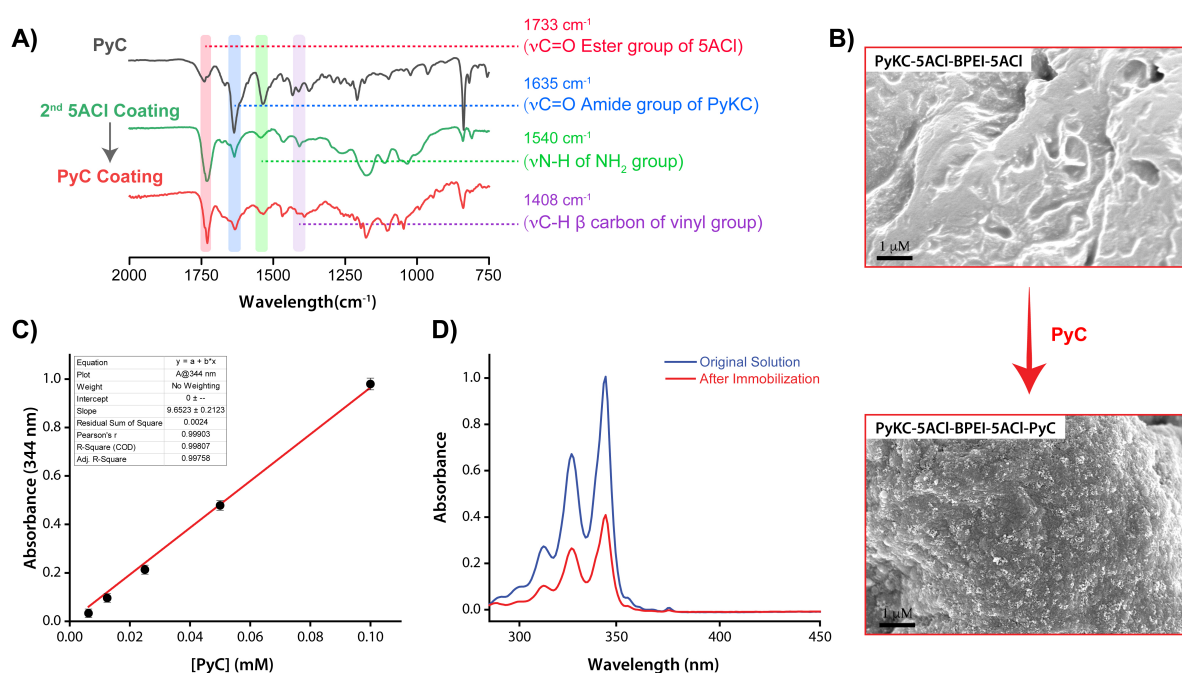 A)
PyC
2nd 5ACl Coating
PyC Coating
1733 cm-1
(νC=O Ester group of 5ACl)
1635 cm-1
(νC=O Amide group of PyKC)
1540 cm-1
(νN-H of NH2 group)
1408 cm-1
(νC-H β carbon of vinyl group)
2000 1750 1500 1250 1000 750
Wavelength(cm-1)
B)
PyKC-5ACl-BPEI-5ACl
1 μM
PyC
PyKC-5ACl-BPEI-5ACl-PyC
1 μM
C)
Equation y = a + b*x
Plot A@344 nm
Weight No Weighting
Intercept 0 ± --
Slope 9.6523 ± 0.2123
Residual Sum of Square 0.0024
Pearson's r 0.99903
R-Square (COD) 0.99807
Adj. R-Square 0.99758
Absorbance (344 nm)
1.0
0.8
0.6
0.4
0.2
0.0
0.00 0.02 0.04 0.06 0.08 0.10
[PyC] (mM)
D)
Original Solution
After Immobilization
Absorbance
1.0
0.8
0.6
0.4
0.2
0.0
300 350 400 450
Wavelength (nm)